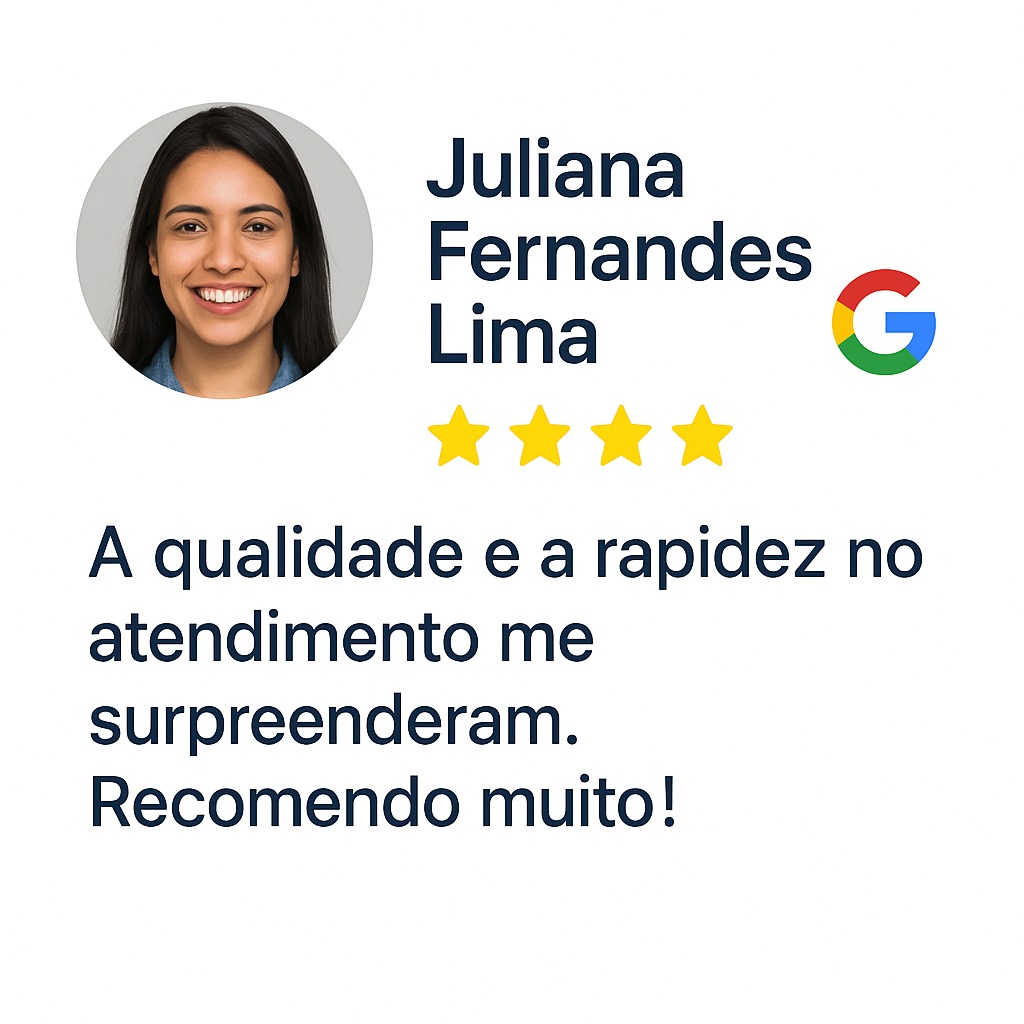 Juliana
Fernandes
Lima
A qualidade e a rapidez no
atendimento me
surpreenderam.
Recomendo muito!